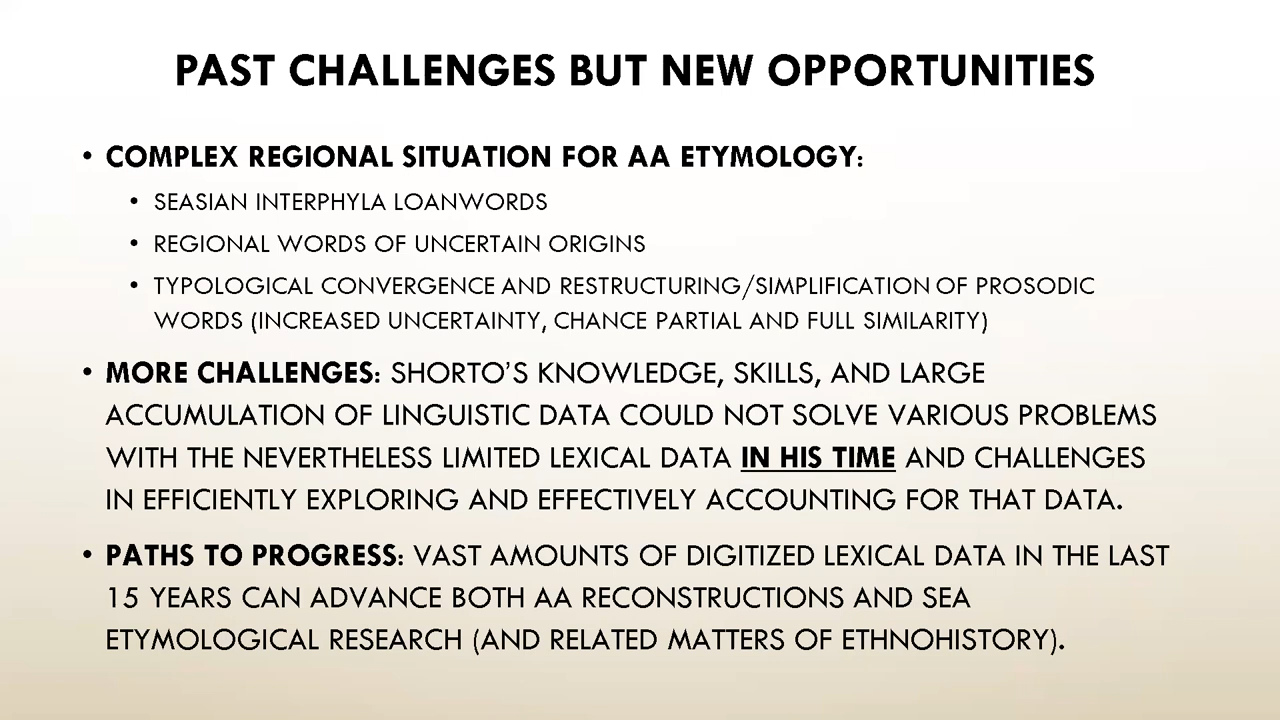 PAST CHALLENGES BUT NEW OPPORTUNITIES
• COMPLEX REGIONAL SITUATION FOR AA ETYMOLOGY:
• SEASIAN INTERPHYLA LOANWORDS
• REGIONAL WORDS OF UNCERTAIN ORIGINS
• TYPOLOGICAL CONVERGENCE AND RESTRUCTURING/SIMPLIFICATION OF PROSODIC
WORDS (INCREASED UNCERTAINTY, CHANCE PARTIAL AND FULL SIMILARITY)
• MORE CHALLENGES: SHORTO'S KNOWLEDGE, SKILLS, AND LARGE
ACCUMULATION OF LINGUISTIC DATA COULD NOT SOLVE VARIOUS PROBLEMS
WITH THE NEVERTHELESS LIMITED LEXICAL DATA IN HIS TIME AND CHALLENGES
IN EFFICIENTLY EXPLORING AND EFFECTIVELY ACCOUNTING FOR THAT DATA.
• PATHS TO PROGRESS: VAST AMOUNTS OF DIGITIZED LEXICAL DATA IN THE LAST
15 YEARS CAN ADVANCE BOTH AA RECONSTRUCTIONS AND SEA
ETYMOLOGICAL RESEARCH (AND RELATED MATTERS OF ETHNOHISTORY).